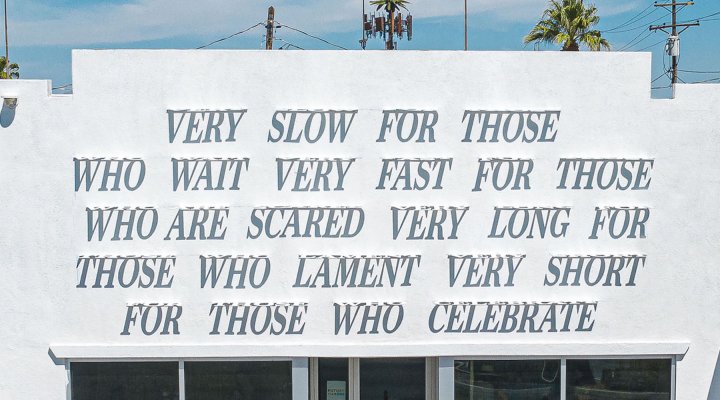 VERY SLOW FOR THOSE
WHO WAIT VERY FAST FOR THOSE
WHO ARE SCARED VERY LONG FOR
THOSE WHO LAMENT VERY SHORT
FOR THOSE WHO CELEBRATE